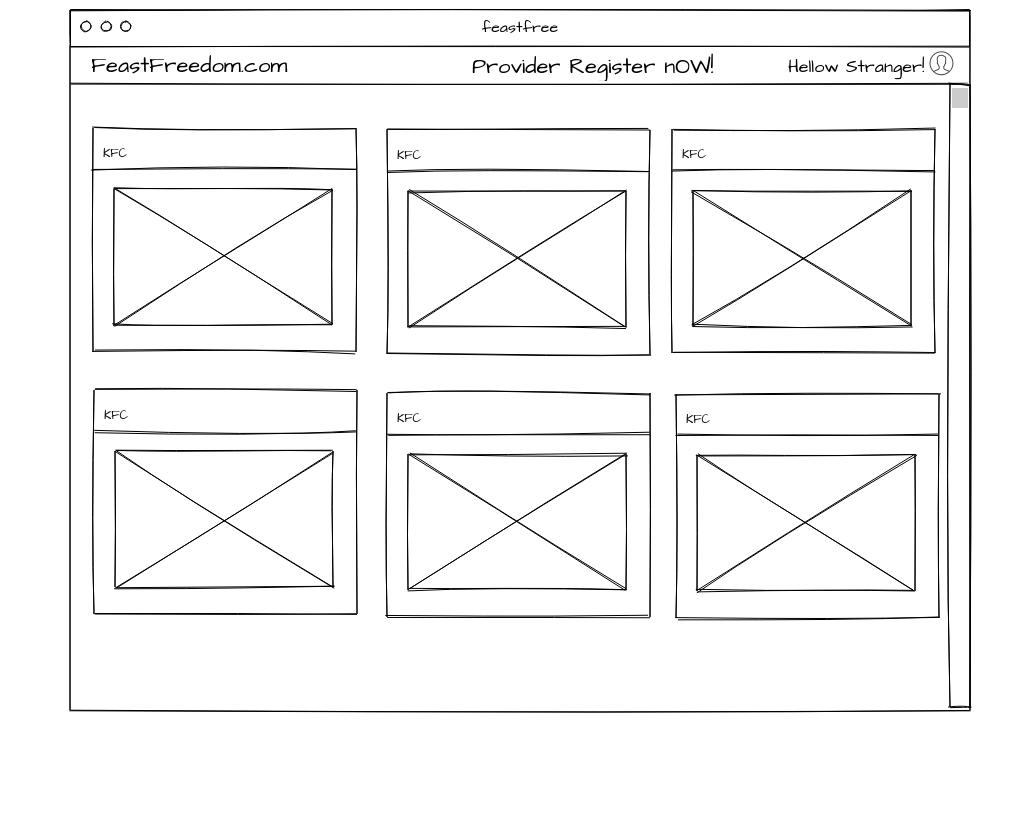 feastfree
FeastFreedom.com Provider Register nOW! Hellow Stranger!
KFC KFC KFC
KFC KFC KFC